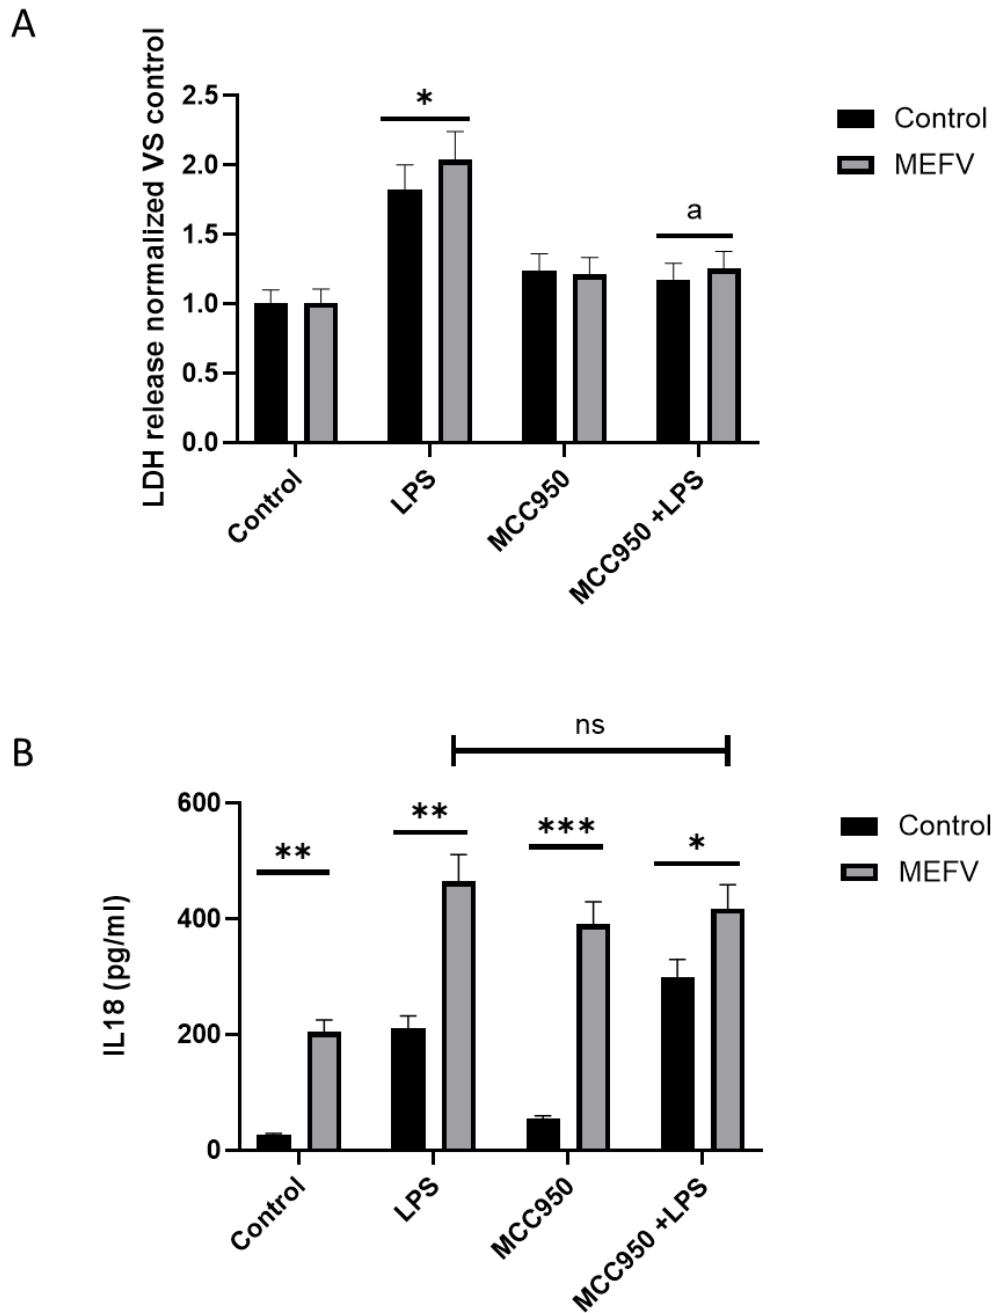 A
LDH release normalized VS control
2.5
2.0
1.5
1.0
0.5
0.0
*
a
Control
MEFV
Control
LPS
MCC950
MCC950 +LPS
B
ns
IL18 (pg/ml)
600
400
200
0
**
**
***
*
Control
MEFV
Control
LPS
MCC950
MCC950 +LPS